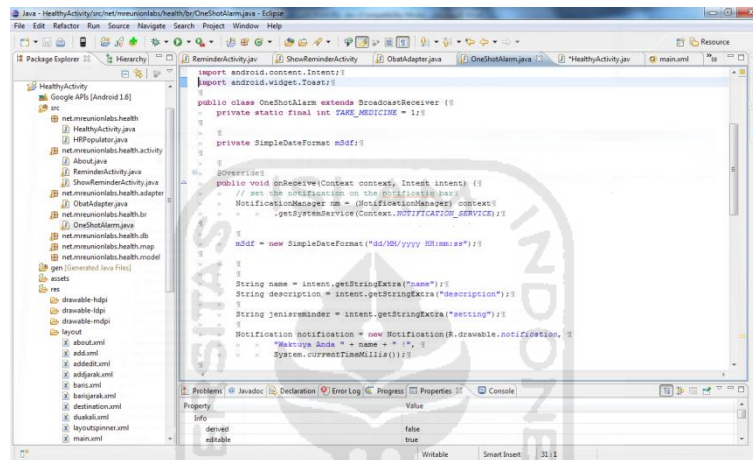 Java - HealthyActivity/src/net/mreunionlabs/health/br/OneShotAlarm.java - Eclipse
File Edit Refactor Run Source Navigate Search Project Window Help
Resource
Package Explorer
Hierarchy
ReminderActivity.jav
ShowReminderActivity
ObatAdapter.java
OneShotAlarm.java
*HealthyActivity.jav
main.xml
HealthyActivity
Google APIs [Android 1.6]
src
net.mreunionlabs.health
HealthyActivity.java
HRPopulator.java
net.mreunionlabs.health.activity
About.java
ReminderActivity.java
ShowReminderActivity.java
net.mreunionlabs.health.adapter
ObatAdapter.java
net.mreunionlabs.health.br
OneShotAlarm.java
net.mreunionlabs.health.db
net.mreunionlabs.health.map
net.mreunionlabs.health.model
gen [Generated Java Files]
assets
res
drawable-hdpi
drawable-ldpi
drawable-mdpi
layout
about.xml
add.xml
addedit.xml
addjarak.xml
baris.xml
barisjarak.xml
destination.xml
duakali.xml
layoutspinner.xml
main.xml
import android.content.Intent;
import android.widget.Toast;
public class OneShotAlarm extends BroadcastReceiver {
private static final int TAKE_MEDICINE = 1;
private SimpleDateFormat mSdf;
@Override
public void onReceive(Context context, Intent intent) {
// set the notification on the notificatiq bar
NotificationManager nm = (NotificationManager) context
.getSystemService(Context.NOTIFICATION_SERVICE);
mSdf = new SimpleDateFormat("dd/MM/yyyy HH:mm:ss");
String name = intent.getStringExtra("name");
String description = intent.getStringExtra("description");
String jenisreminder = intent.getStringExtra("setting");
Notification notification = new Notification(R.drawable.notification,
"Waktuya Anda " + name + " !",
System.currentTimeMillis());
Problems
Javadoc
Declaration
Error Log
Progress
Properties
Console
Property Value
Info
derived false
editable true
Writable
Smart Insert
31 : 1